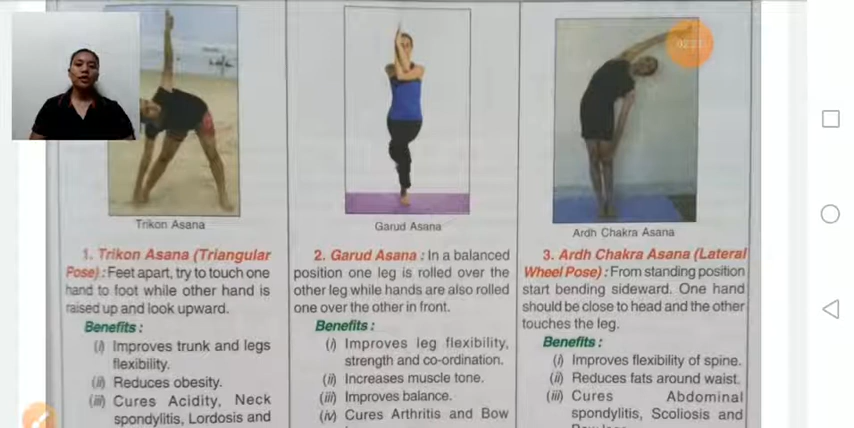 02:21
Trikon Asana
1. Trikon Asana (Triangular
Pose) : Feet apart, try to touch one
hand to foot while other hand is
raised up and look upward.
Benefits :
(i) Improves trunk and legs
flexibility.
(ii) Reduces obesity.
(iii) Cures Acidity, Neck
spondytitis, Lordosis and
Garud Asana
2. Garud Asana : In a balanced
position one leg is rolled over the
other leg while hands are also rolled
one over the other in front.
Benefits :
(i) Improves leg flexibility,
strength and co-ordination.
(ii) Increases muscle tone.
(iii) Improves balance.
(iv) Cures Arthritis and Bow
Ardh Chakra Asana
3. Ardh Chakra Asana (Lateral
Wheel Pose) : From standing position
start bending sideward. One hand
should be close to head and the other
touches the leg.
Benefits :
(i) Improves flexibility of spine.
(ii) Reduces fats around waist.
(iii) Cures Abdominal
spondytitis, Scoliosis and